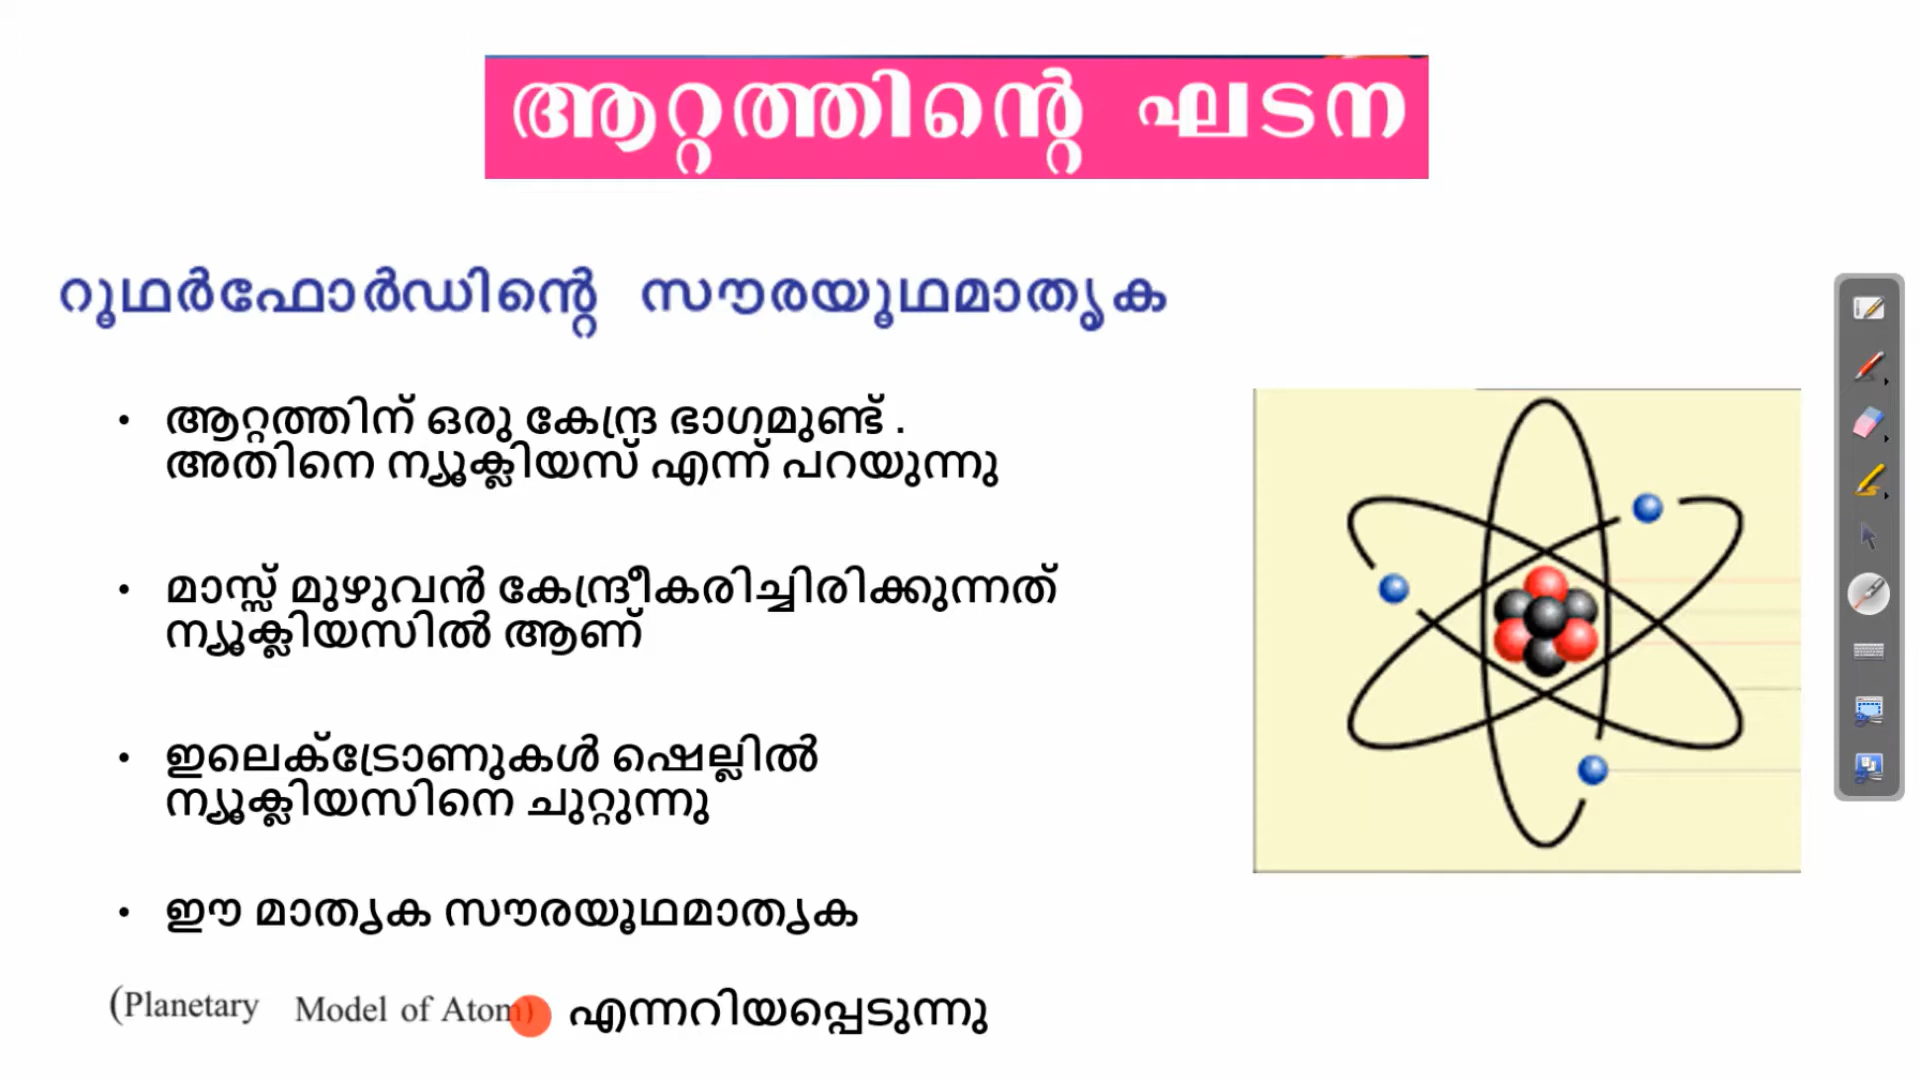 ആറ്റത്തിന്റെ ഘടന
റൂഥർഫോർഡിന്റെ സൗരയൂഥമാതൃക
• ആറ്റത്തിന് ഒരു കേന്ദ്ര ഭാഗമുണ്ട് .
അതിനെ ന്യൂക്ലിയസ് എന്ന് പറയുന്നു
• മാസ്സ് മുഴുവൻ കേന്ദ്രീകരിച്ചിരിക്കുന്നത്
ന്യൂക്ലിയസിൽ ആണ്
• ഇലെക്ട്രോണുകൾ ഷെല്ലിൽ
ന്യൂക്ലിയസിനെ ചുറ്റുന്നു
• ഈ മാതൃക സൗരയൂഥമാതൃക
(Planetary Model of Atom) എന്നറിയപ്പെടുന്നു